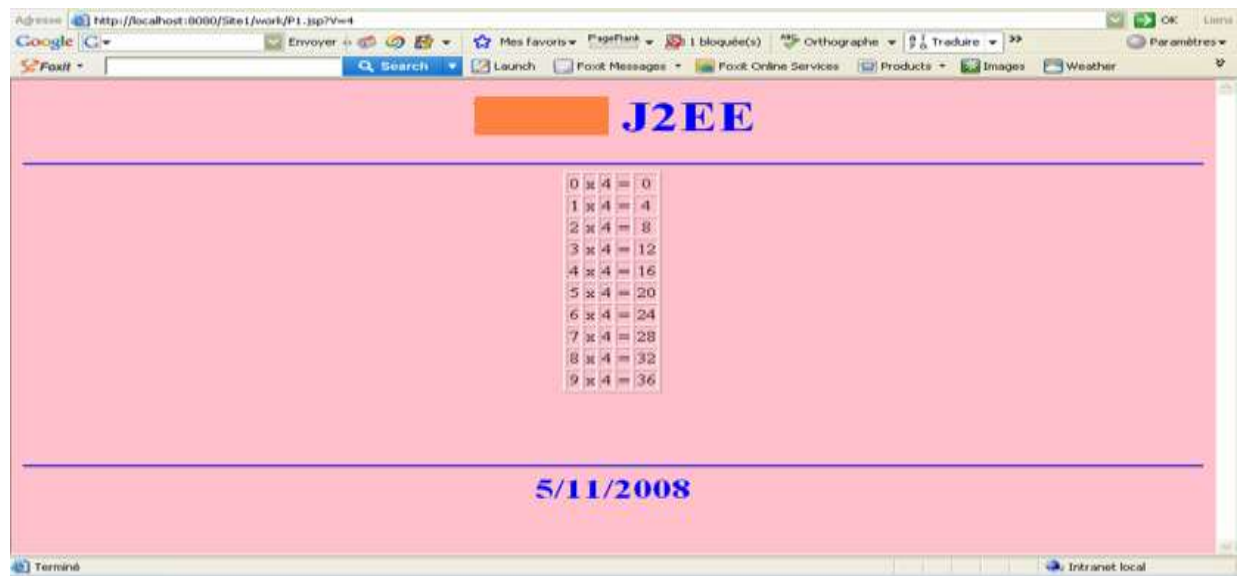 Adresse http://localhost:8080/Site1/work/P1.jsp?V=4 OK Liens
Google G Envoyer Mes favoris PageRank 1 bloquée(s) Orthographe Traduire Paramètres
Foxit Search Launch Foxit Messages Foxit Online Services Products Images Weather
J2EE
0 x 4 = 0
1 x 4 = 4
2 x 4 = 8
3 x 4 = 12
4 x 4 = 16
5 x 4 = 20
6 x 4 = 24
7 x 4 = 28
8 x 4 = 32
9 x 4 = 36
5/11/2008
Terminé Intranet local